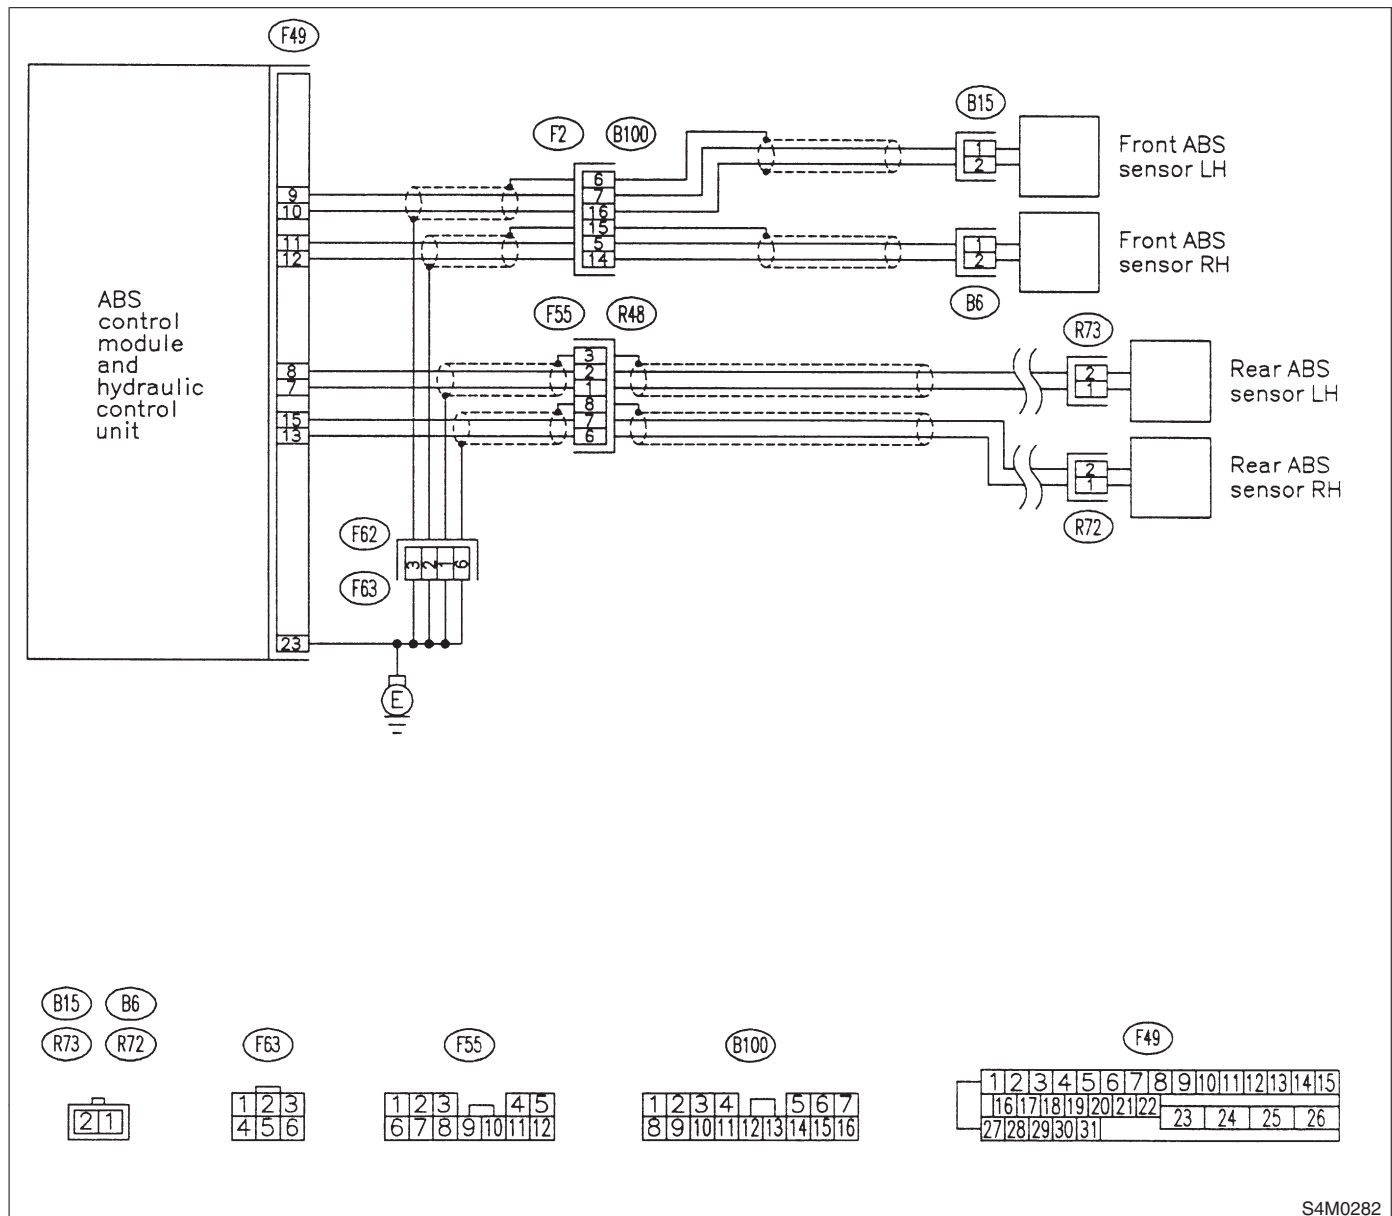 F49
B15
F2 B100
Front ABS
sensor LH
1
2
6
7
16
15
5
14
9
10
11
12
Front ABS
sensor RH
1
2
B6
ABS
control
module
and
hydraulic
control
unit
F55 R48
R73
3
2
1
8
7
6
8
7
15
13
2
1
Rear ABS
sensor LH
2
1
Rear ABS
sensor RH
R72
F62
3 2 1 6
F63
23
E
B15 B6
R73 R72
F63
F55
B100
F49
2 1
1 2 3
4 5 6
1 2 3 4 5
6 7 8 9 10 11 12
1 2 3 4 5 6 7
8 9 10 11 12 13 14 15 16
1 2 3 4 5 6 7 8 9 10 11 12 13 14 15
16 17 18 19 20 21 22
23 24 25 26
27 28 29 30 31
S4M0282